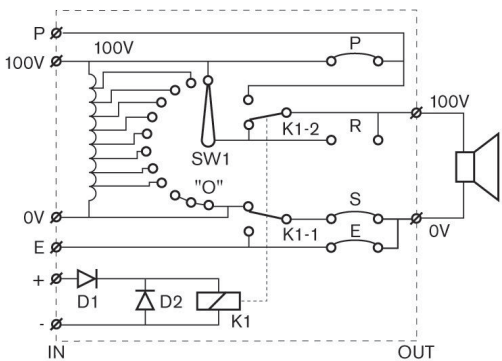 P
100V
100V
P
K1-2
R
100V
SW1
"O"
0V
K1-1
S
E
E
0V
+
D1
D2
K1
-
IN
OUT